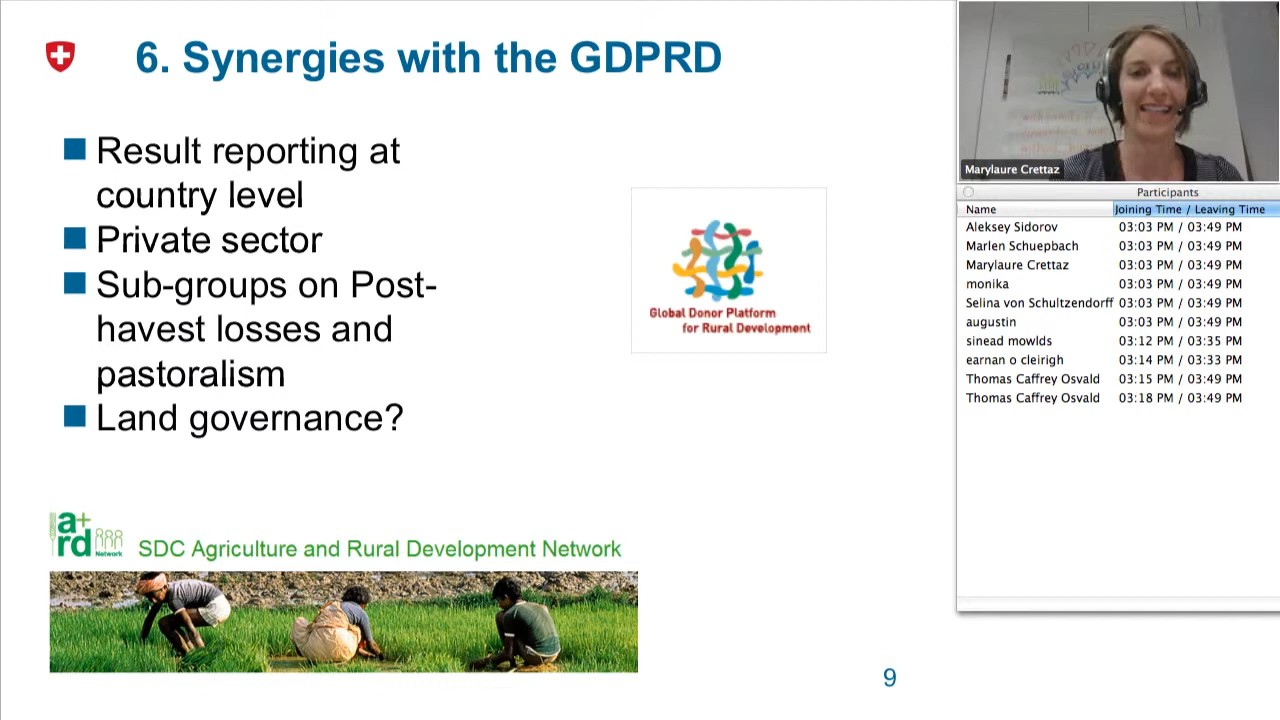 6. Synergies with the GDPRD
Result reporting at
country level
Private sector
Sub-groups on Post-
havest losses and
pastoralism
Land governance?
Global Donor Platform
for Rural Development
a+
rd
Network
SDC Agriculture and Rural Development Network
9
Marylaure Crettaz
Participants
Name Joining Time / Leaving Time
Aleksey Sidorov 03:03 PM / 03:49 PM
Marlen Schuepbach 03:03 PM / 03:49 PM
Marylaure Crettaz 03:03 PM / 03:49 PM
monika 03:03 PM / 03:49 PM
Selina von Schultzendorff 03:03 PM / 03:49 PM
augustin 03:03 PM / 03:49 PM
sinead mowlds 03:12 PM / 03:35 PM
earnan o cleirigh 03:14 PM / 03:33 PM
Thomas Caffrey Osvald 03:15 PM / 03:49 PM
Thomas Caffrey Osvald 03:18 PM / 03:49 PM